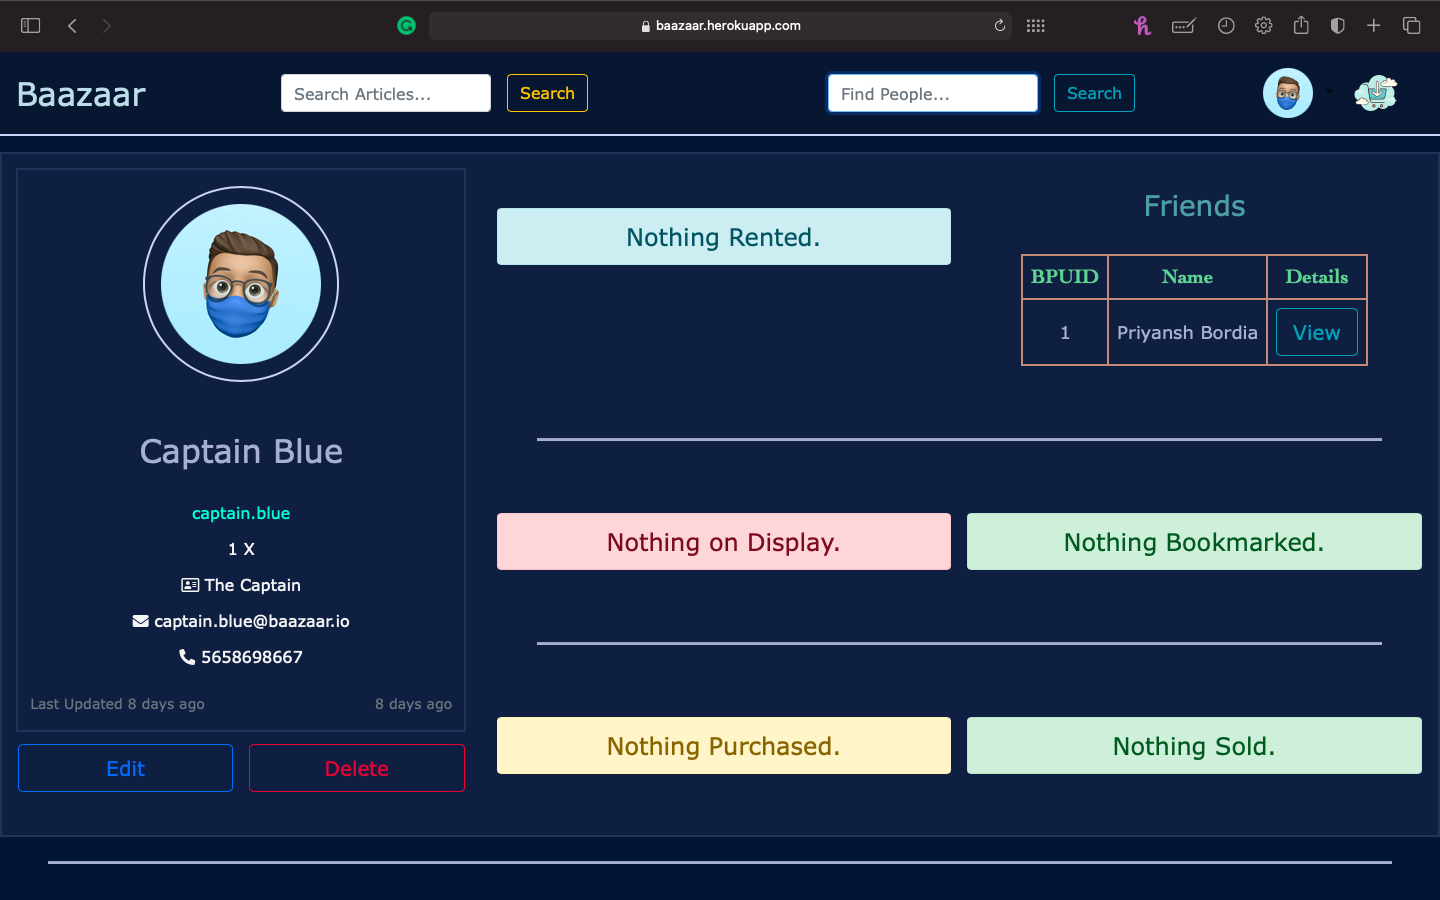 baazaar.herokuapp.com
Baazaar
Search Articles...
Search
Find People...
Search
Captain Blue
captain.blue
1 X
The Captain
captain.blue@baazaar.io
5658698667
Last Updated 8 days ago
8 days ago
Edit
Delete
Nothing Rented.
Friends
BPUID Name Details
1 Priyansh Bordia View
Nothing on Display.
Nothing Bookmarked.
Nothing Purchased.
Nothing Sold.